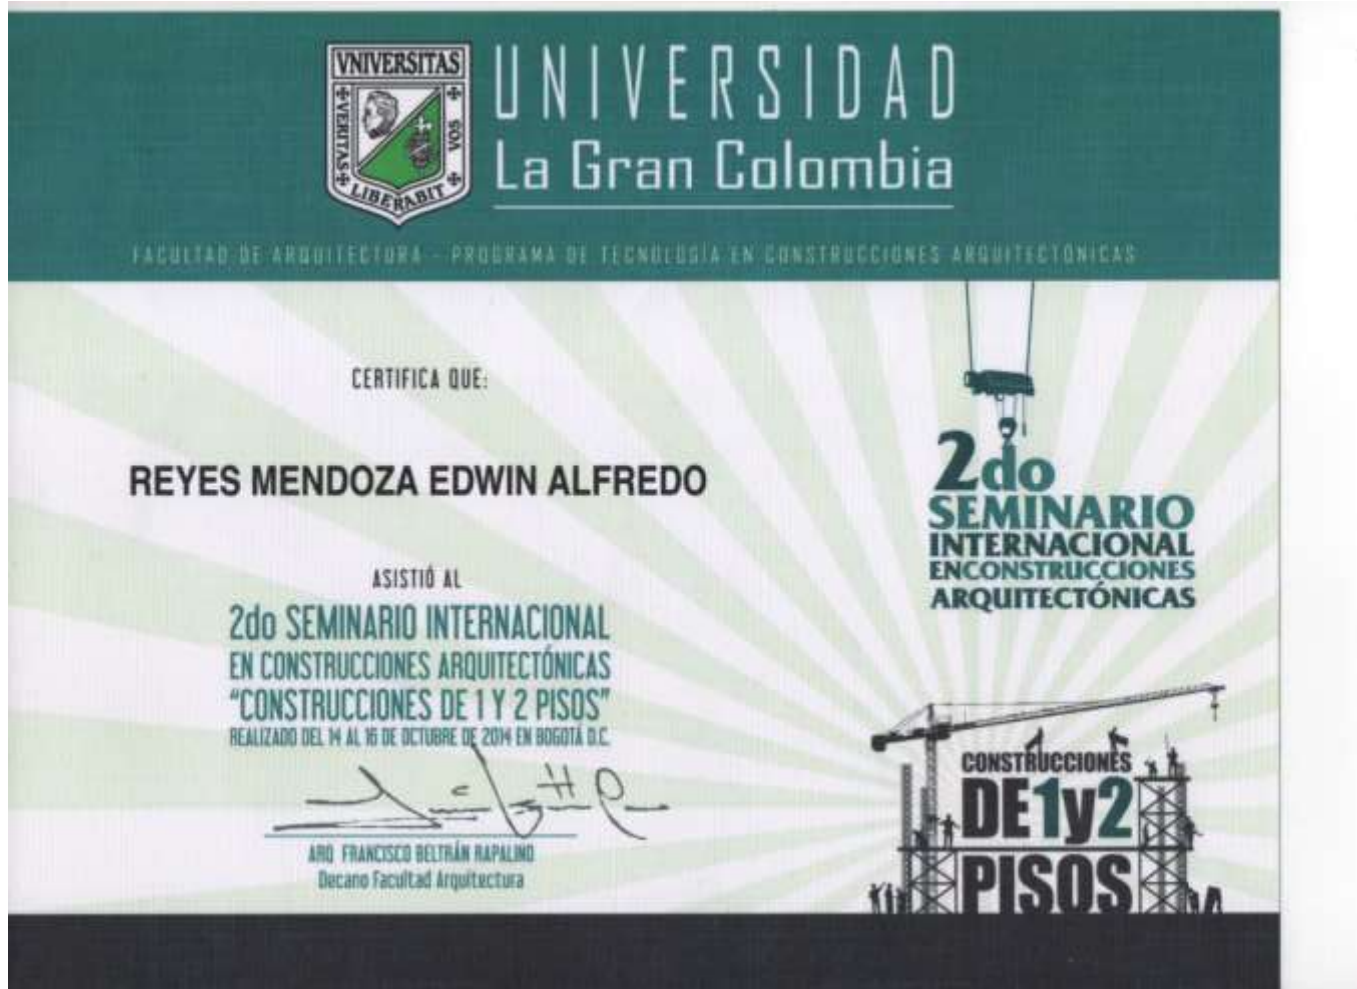 VNIVERSITAS
VERITAS
LIBERABIT
VOS
UNIVERSIDAD
La Gran Colombia
FACULTAD DE ARQUITECTURA - PROGRAMA DE TECNOLOGÍA EN CONSTRUCCIONES ARQUITECTÓNICAS
CERTIFICA QUE:
REYES MENDOZA EDWIN ALFREDO
ASISTIÓ AL
2do SEMINARIO INTERNACIONAL
EN CONSTRUCCIONES ARQUITECTÓNICAS
“CONSTRUCCIONES DE 1 Y 2 PISOS”
REALIZADO DEL 14 AL 16 DE OCTUBRE DE 2014 EN BOGOTÁ D.C.
ARQ FRANCISCO BELTRÁN RAPALINO
Decano Facultad Arquitectura
2do
SEMINARIO
INTERNACIONAL
ENCONSTRUCCIONES
ARQUITECTÓNICAS
CONSTRUCCIONES
DE 1y2
PISOS